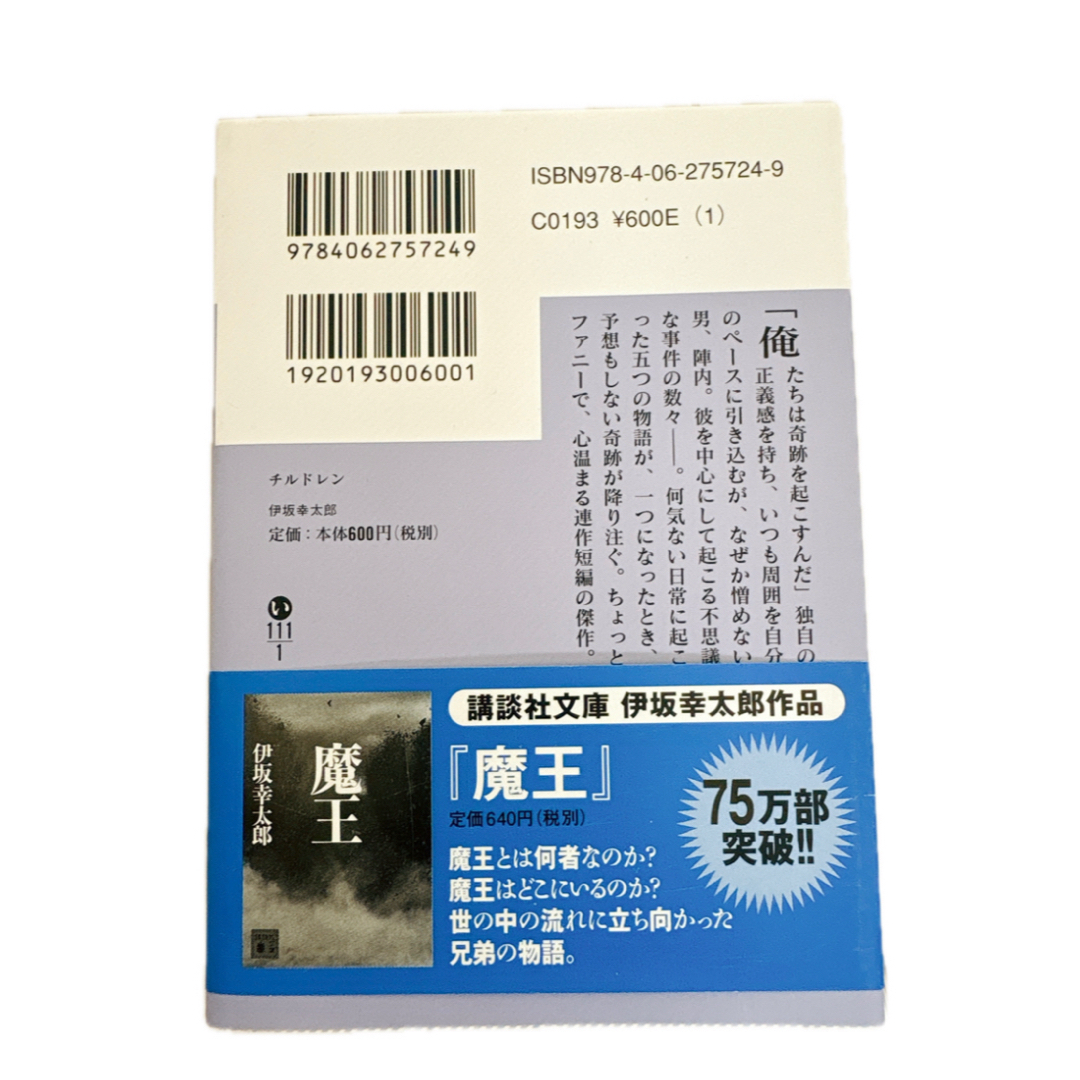 ISBN978-4-06-275724-9
C0193 ¥600E (1)
9784062757249
1920193006001
「俺たちは奇跡を起こすんだ」独自の
正義感を持ち、いつも周囲を自分
のペースに引き込むが、なぜか憎めない
男、陣内。彼を中心にして起こる不思議
な事件の数々――。何気ない日常に起こ
った五つの物語が、一つになったとき、
予想もしない奇跡が降り注ぐ。ちょっと
ファニーで、心温まる連作短編の傑作。
チルドレン
伊坂幸太郎
定価：本体600円（税別）
い
111
1
講談社文庫 伊坂幸太郎作品
『魔王』
定価640円（税別）
魔王とは何者なのか?
魔王はどこにいるのか?
世の中の流れに立ち向かった
兄弟の物語。
75万部
突破!!
魔王
伊坂幸太郎